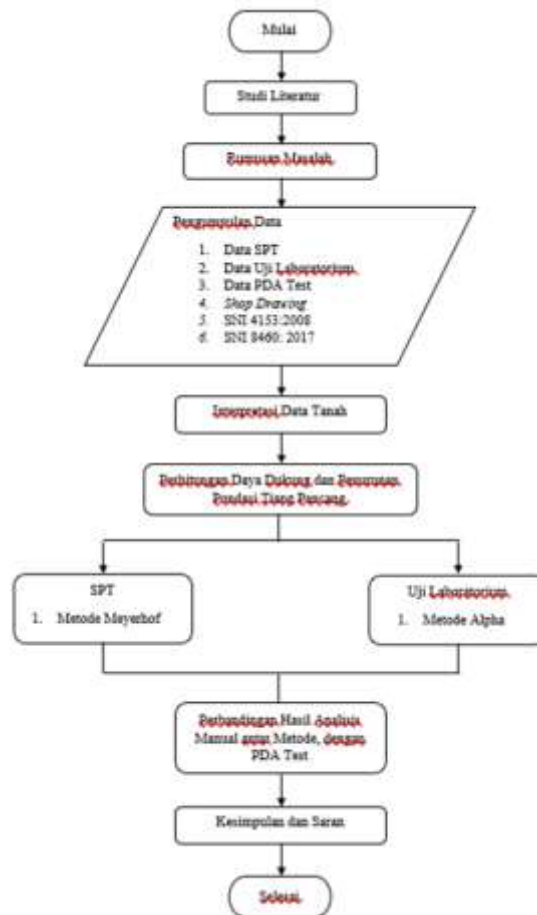 Mulai
Studi Literatur
Rumusan Masalah
Pengumpulan Data
1. Data SPT
2. Data Uji Laboratorium
3. Data PDA Test
4. Shop Drawing
5. SNI 4153:2008
6. SNI 8460: 2017
Interpretasi Data Tanah
Perhitungan Daya Dukung dan Penurunan
Pondasi Tiang Pancang
SPT
1. Metode Meyerhof
Uji Laboratorium
1. Metode Alpha
Perbandingan Hasil Analisis
Manual antar Metode, dengan
PDA Test
Kesimpulan dan Saran
Selesai